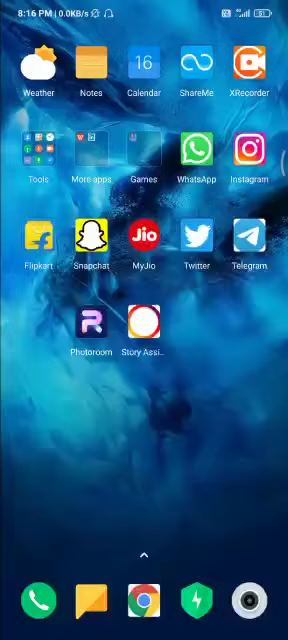 8:16 PM | 0.0KB/s
Weather
Notes
16
Calendar
ShareMe
XRecorder
Tools
More apps
Games
WhatsApp
Instagram
Flipkart
Snapchat
Jio
MyJio
Twitter
Telegram
Photoroom
Story Assi..